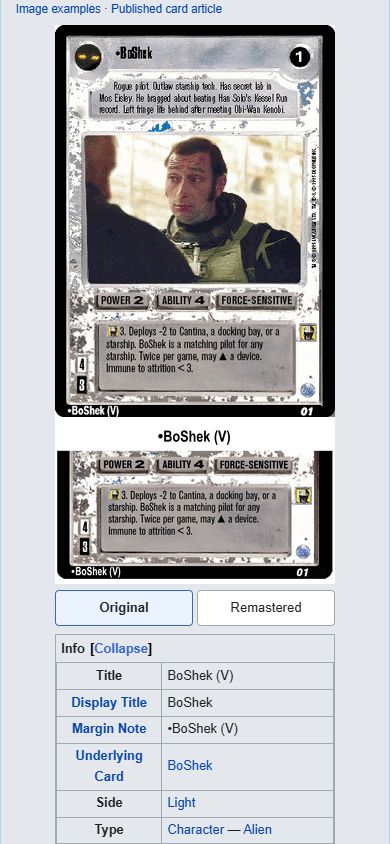 Image examples · Published card article
•BoShek
1
Rogue pilot. Outlaw starship tech. Has secret lab in
Mos Eisley. He bragged about beating Han Solo's Kessel Run
record. Left fringe life behind after meeting Obi-Wan Kenobi.
POWER 2 ABILITY 4 FORCE-SENSITIVE
3. Deploys -2 to Cantina, a docking bay, or a
starship. BoShek is a matching pilot for any
starship. Twice per game, may ▲ a device.
Immune to attrition < 3.
4
3
•BoShek (V) 01
•BoShek (V)
POWER 2 ABILITY 4 FORCE-SENSITIVE
3. Deploys -2 to Cantina, a docking bay, or a
starship. BoShek is a matching pilot for any
starship. Twice per game, may ▲ a device.
Immune to attrition < 3.
4
3
•BoShek (V) 01
Original Remastered
Info [Collapse]
Title BoShek (V)
Display Title BoShek
Margin Note •BoShek (V)
Underlying
Card BoShek
Side Light
Type Character — Alien